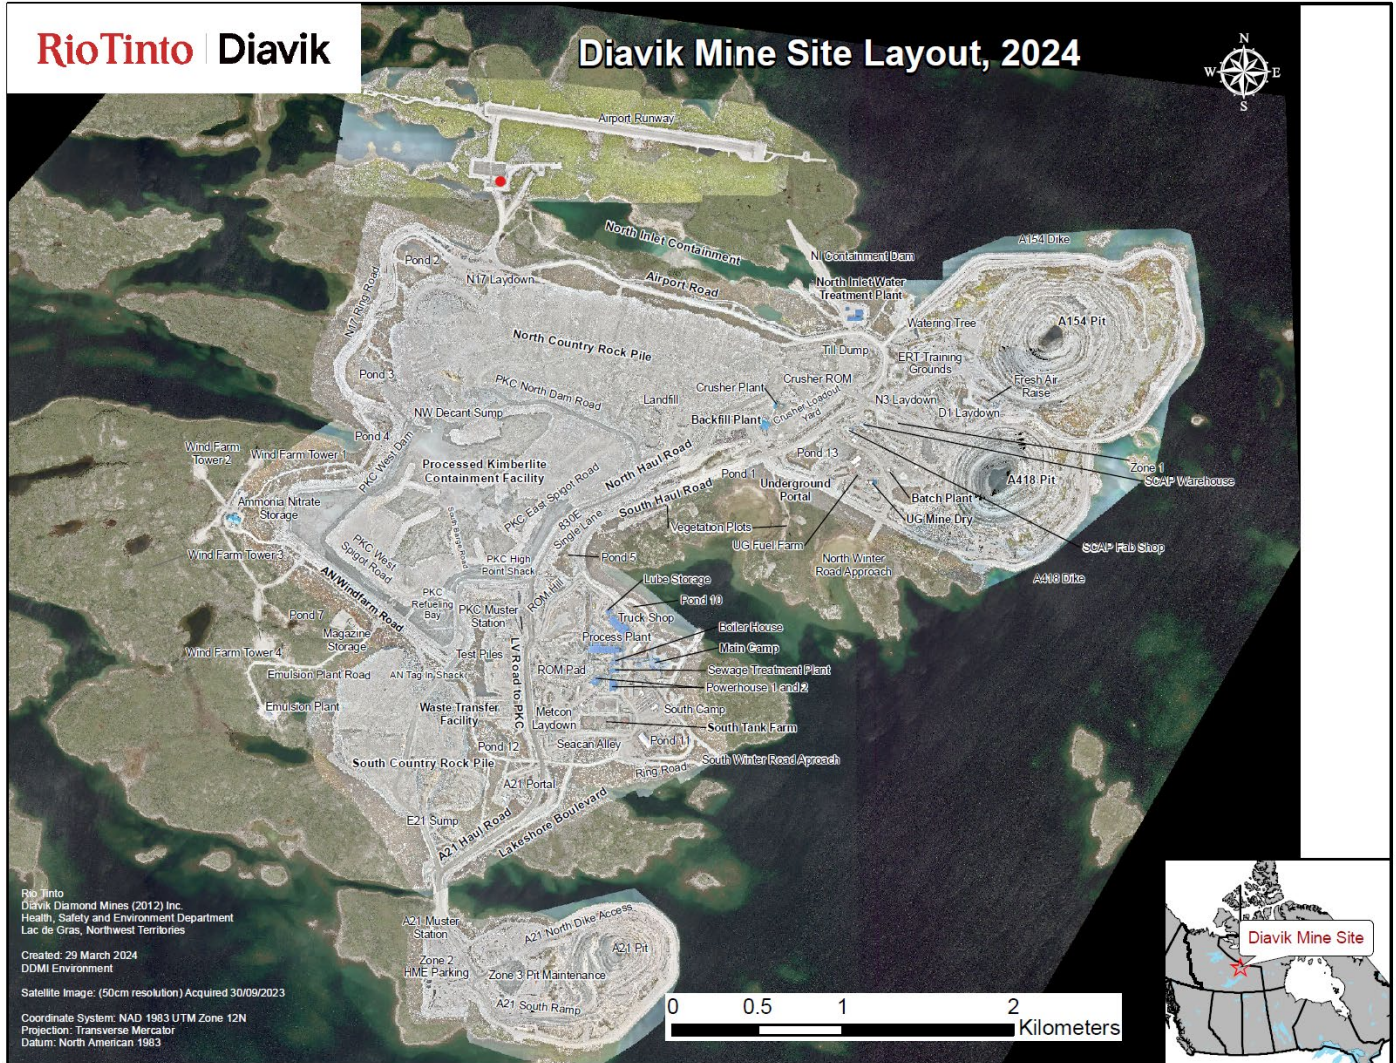 RioTinto | Diavik
Diavik Mine Site Layout, 2024
N
W E
S
Airport Runway
North Inlet Containment
A154 Dike
NI Containment Dam
Pond 2
N17 Laydown
Airport Road
North Inlet Water
Treatment Plant
N17 Ring Road
Watering Tree
A154 Pit
North Country Rock Pile
Till Dump
ERT Training
Grounds
Pond 3
PKC North Dam Road
Crusher Plant
Crusher ROM
Fresh Air
Raise
Landfill
N3 Laydown
Crusher Loadout
Yard
D1 Laydown
NW Decant Sump
Backfill Plant
Pond 4
Wind Farm
Tower 2
Wind Farm Tower 1
PKC West Dam
North Haul Road
Pond 13
Processed Kimberlite
Containment Facility
Pond 1
Zone 1
SCAP Warehouse
A418 Pit
PKC East Spigot Road
South Haul Road
Underground
Portal
Batch Plant
Ammonia Nitrate
Storage
830E
Single Lane
UG Mine Dry
Vegetation Plots
South Barge Road
Wind Farm Tower 3
PKC West
Spigot Road
UG Fuel Farm
SCAP Fab Shop
PKC High
Point Shack
Pond 5
North Winter
Road Approach
A418 Dike
AN/Windfarm Road
ROM Hill
Lube Storage
PKC
Refueling
Bay
Pond 10
Pond 7
PKC Muster
Station
Truck Shop
Boiler House
Magazine
Storage
Process Plant
Main Camp
Wind Farm Tower 4
Test Piles
LV Road to PKC
ROM Pad
Sewage Treatment Plant
Emulsion Plant Road
AN Tag In Shack
Powerhouse 1 and 2
Emulsion Plant
Waste Transfer
Facility
Metcon
Laydown
South Camp
South Tank Farm
Pond 12
Seacan Alley
Pond 11
South Country Rock Pile
South Winter Road Aproach
Ring Road
A21 Portal
E21 Sump
A21 Haul Road
Lakeshore Boulevard
Rio Tinto
Diavik Diamond Mines (2012) Inc.
Health, Safety and Environment Department
Lac de Gras, Northwest Territories
Created: 29 March 2024
DDMI Environment
Satellite Image: (50cm resolution) Acquired 30/09/2023
Coordinate System: NAD 1983 UTM Zone 12N
Projection: Transverse Mercator
Datum: North American 1983
A21 Muster
Station
A21 North Dike Access
A21 Pit
Zone 2
HME Parking
Zone 3 Pit Maintenance
A21 South Ramp
0 0.5 1 2
Kilometers
Diavik Mine Site